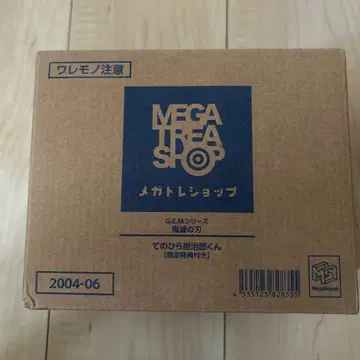 ワレモノ注意
MEGA
TREA
SHOP
メガトレショップ
G.E.M.シリーズ
鬼滅の刃
てのひら炭治郎くん
【限定特典付き】
2004-06
MegaHouse